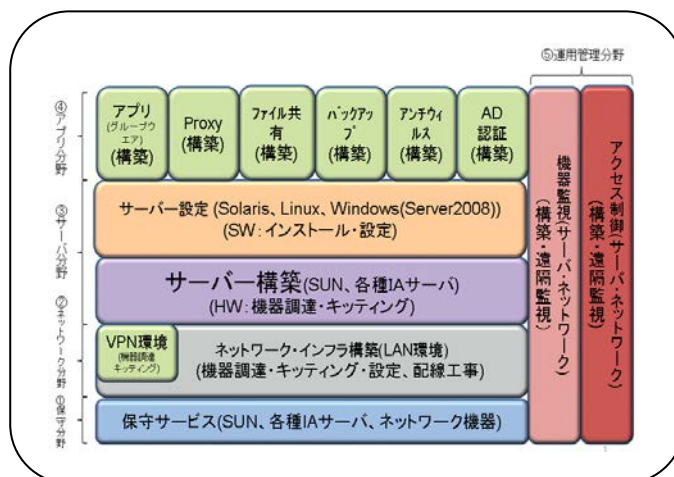 ⑤運用管理分野
④アプリ分野
アプリ
(グループウ
エア)
(構築)
Proxy
(構築)
ファイル共
有
(構築)
バックアッ
プ
(構築)
アンチウィ
ルス
(構築)
AD
認証
(構築)
③サーバ分野
サーバー設定(Solaris、Linux、Windows(Server2008))
(SW:インストール・設定)
サーバー構築(SUN、各種IAサーバ)
(HW:機器調達・キッティング)
②ネットワーク分野
VPN環境
(機器調達
キッティング)
ネットワーク・インフラ構築(LAN環境)
(機器調達・キッティング・設定、配線工事)
①保守分野
保守サービス(SUN、各種IAサーバ、ネットワーク機器)
機器監視(サーバ・ネットワーク)
(構築・遠隔監視)
アクセス制御(サーバ・ネットワーク)
(構築・遠隔監視)
1